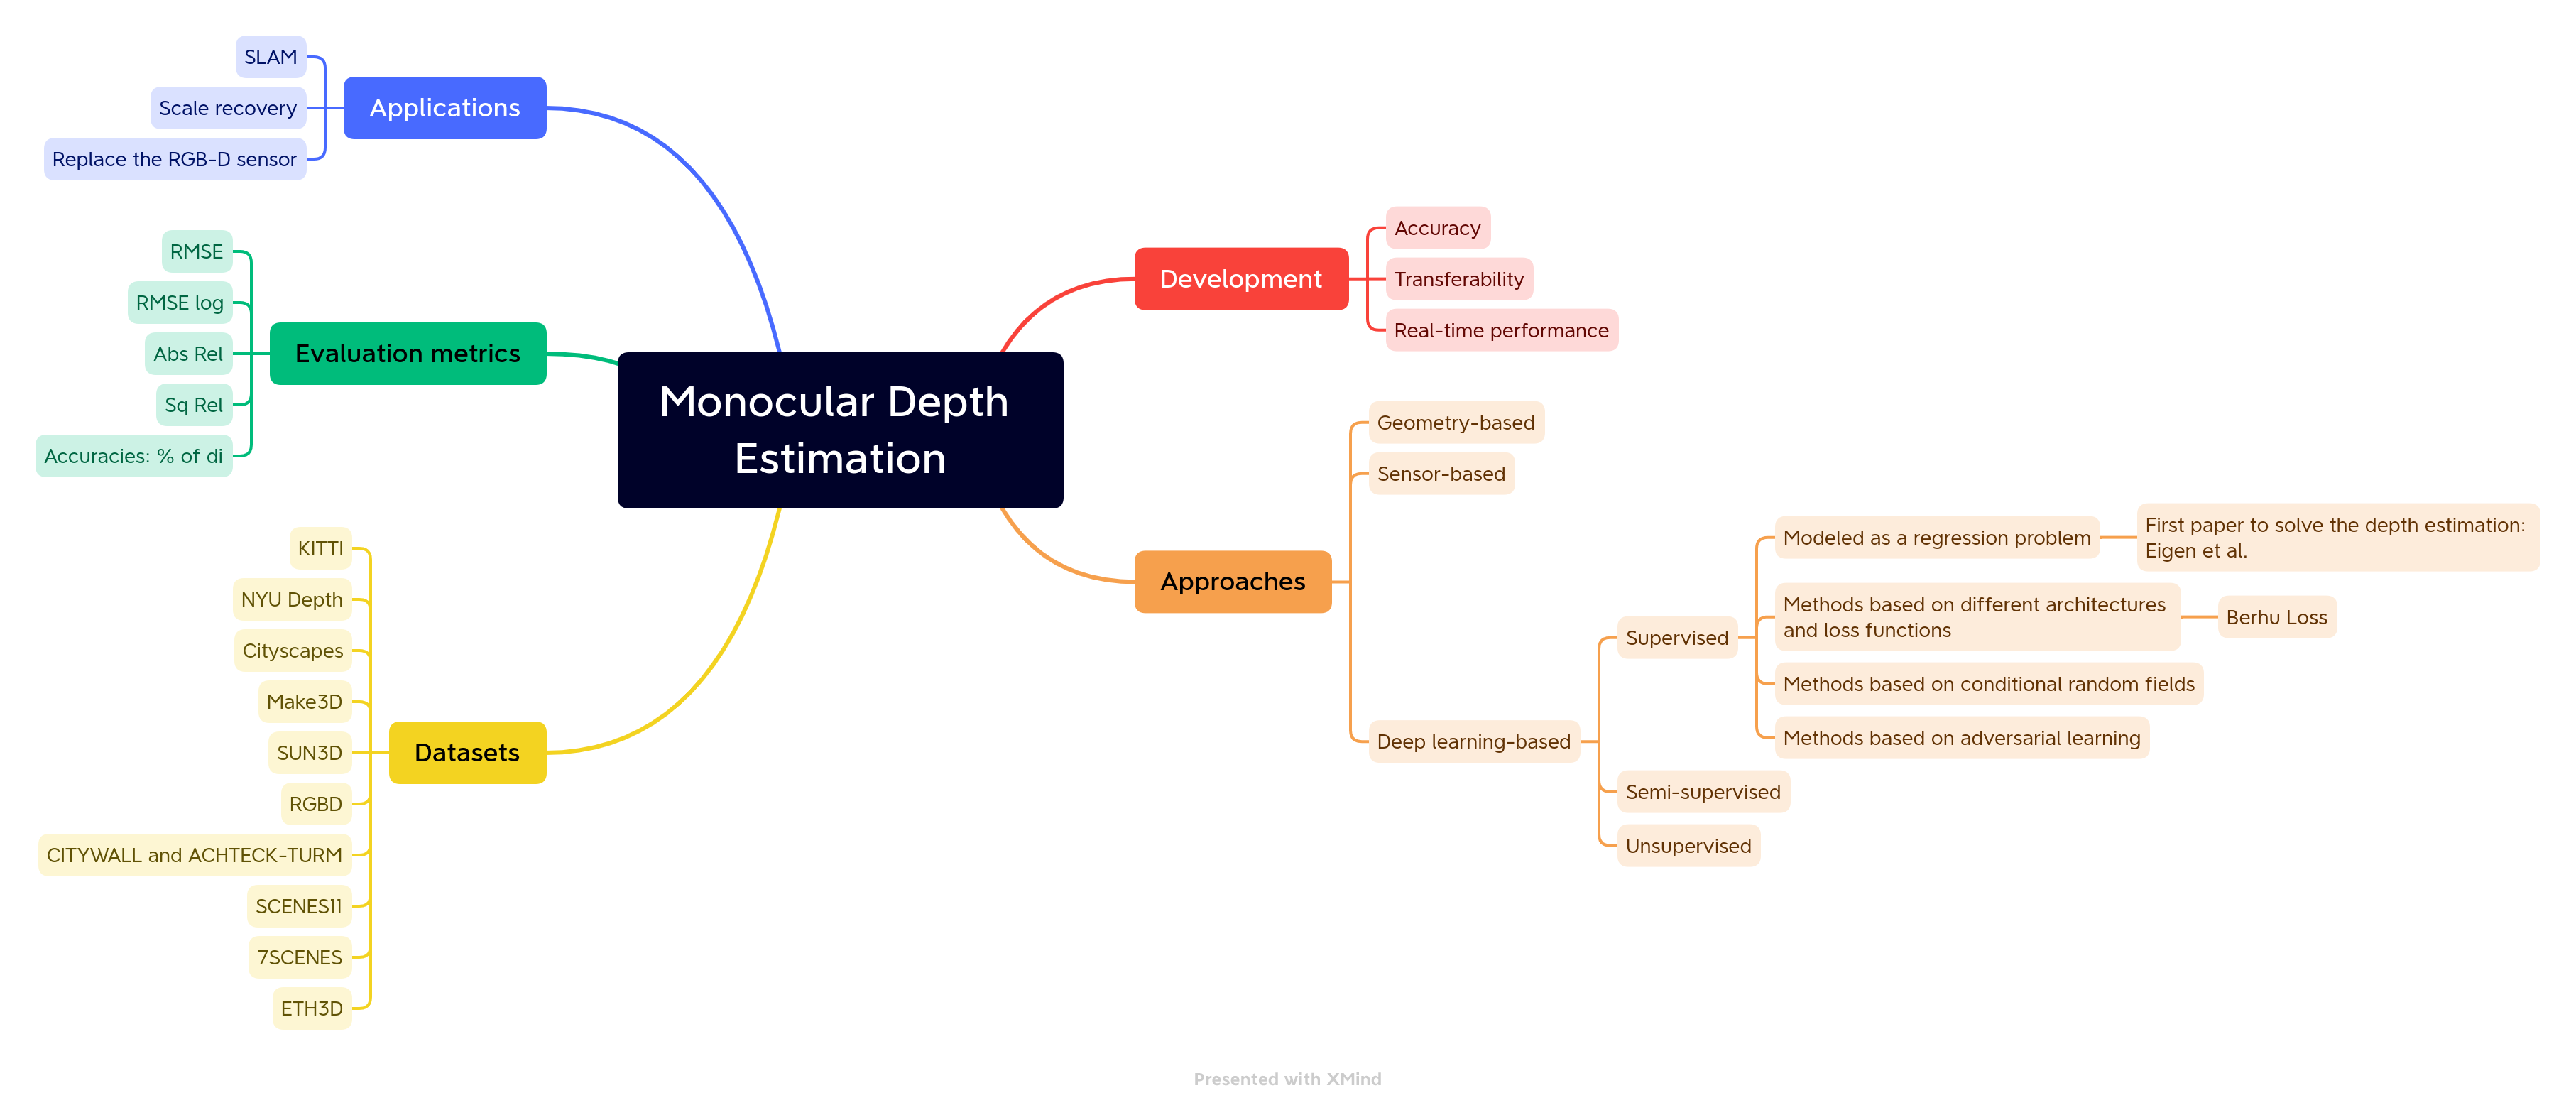 Monocular Depth
Estimation
Applications
SLAM
Scale recovery
Replace the RGB-D sensor
Evaluation metrics
RMSE
RMSE log
Abs Rel
Sq Rel
Accuracies: % of di
Datasets
KITTI
NYU Depth
Cityscapes
Make3D
SUN3D
RGBD
CITYWALL and ACHTECK-TURM
SCENES11
7SCENES
ETH3D
Development
Accuracy
Transferability
Real-time performance
Approaches
Geometry-based
Sensor-based
Deep learning-based
Supervised
Modeled as a regression problem
First paper to solve the depth estimation:
Eigen et al.
Methods based on different architectures
and loss functions
Berhu Loss
Methods based on conditional random fields
Methods based on adversarial learning
Semi-supervised
Unsupervised
Presented with XMind